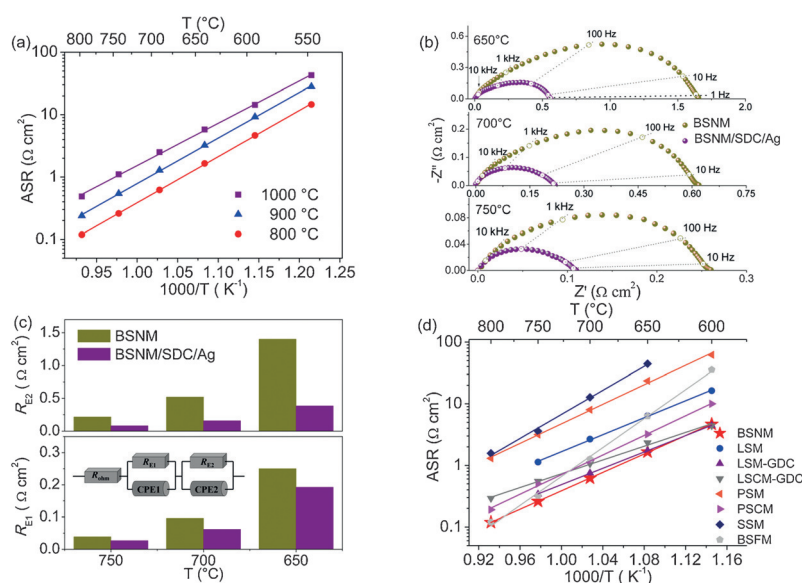 (a)
T (°C)
800 750 700 650 600 550
100
10
1
0.1
ASR (Ω cm²)
1000 °C
900 °C
800 °C
0.95 1.00 1.05 1.10 1.15 1.20 1.25
1000/T ( K⁻¹)
(b)
0.6
0.3
0.0
650°C
10 kHz
1 kHz
100 Hz
10 Hz
1 Hz
0.0 0.5 1.0 1.5 2.0
0.2
0.0
700°C
10 kHz
1 kHz
100 Hz
10 Hz
BSNM
BSNM/SDC/Ag
0.00 0.15 0.30 0.45 0.60 0.75
-Z'' (Ω cm²)
0.08
0.04
0.00
750°C
10 kHz
1 kHz
100 Hz
10 Hz
0.0 0.1 0.2 0.3
Z' (Ω cm²)
(c)
BSNM
BSNM/SDC/Ag
1.5
1.0
0.5
0.0
R_E2 ( Ω cm²)
0.3
0.2
0.1
0.0
R_E1 ( Ω cm²)
R_ohm
R_E1
R_E2
CPE1
CPE2
750 700 650
T (°C)
(d)
T (°C)
800 750 700 650 600
100
10
1
0.1
ASR (Ω cm²)
BSNM
LSM
LSM-GDC
LSCM-GDC
PSM
PSCM
SSM
BSFM
0.92 0.96 1.00 1.04 1.08 1.12 1.16
1000/T ( K⁻¹)